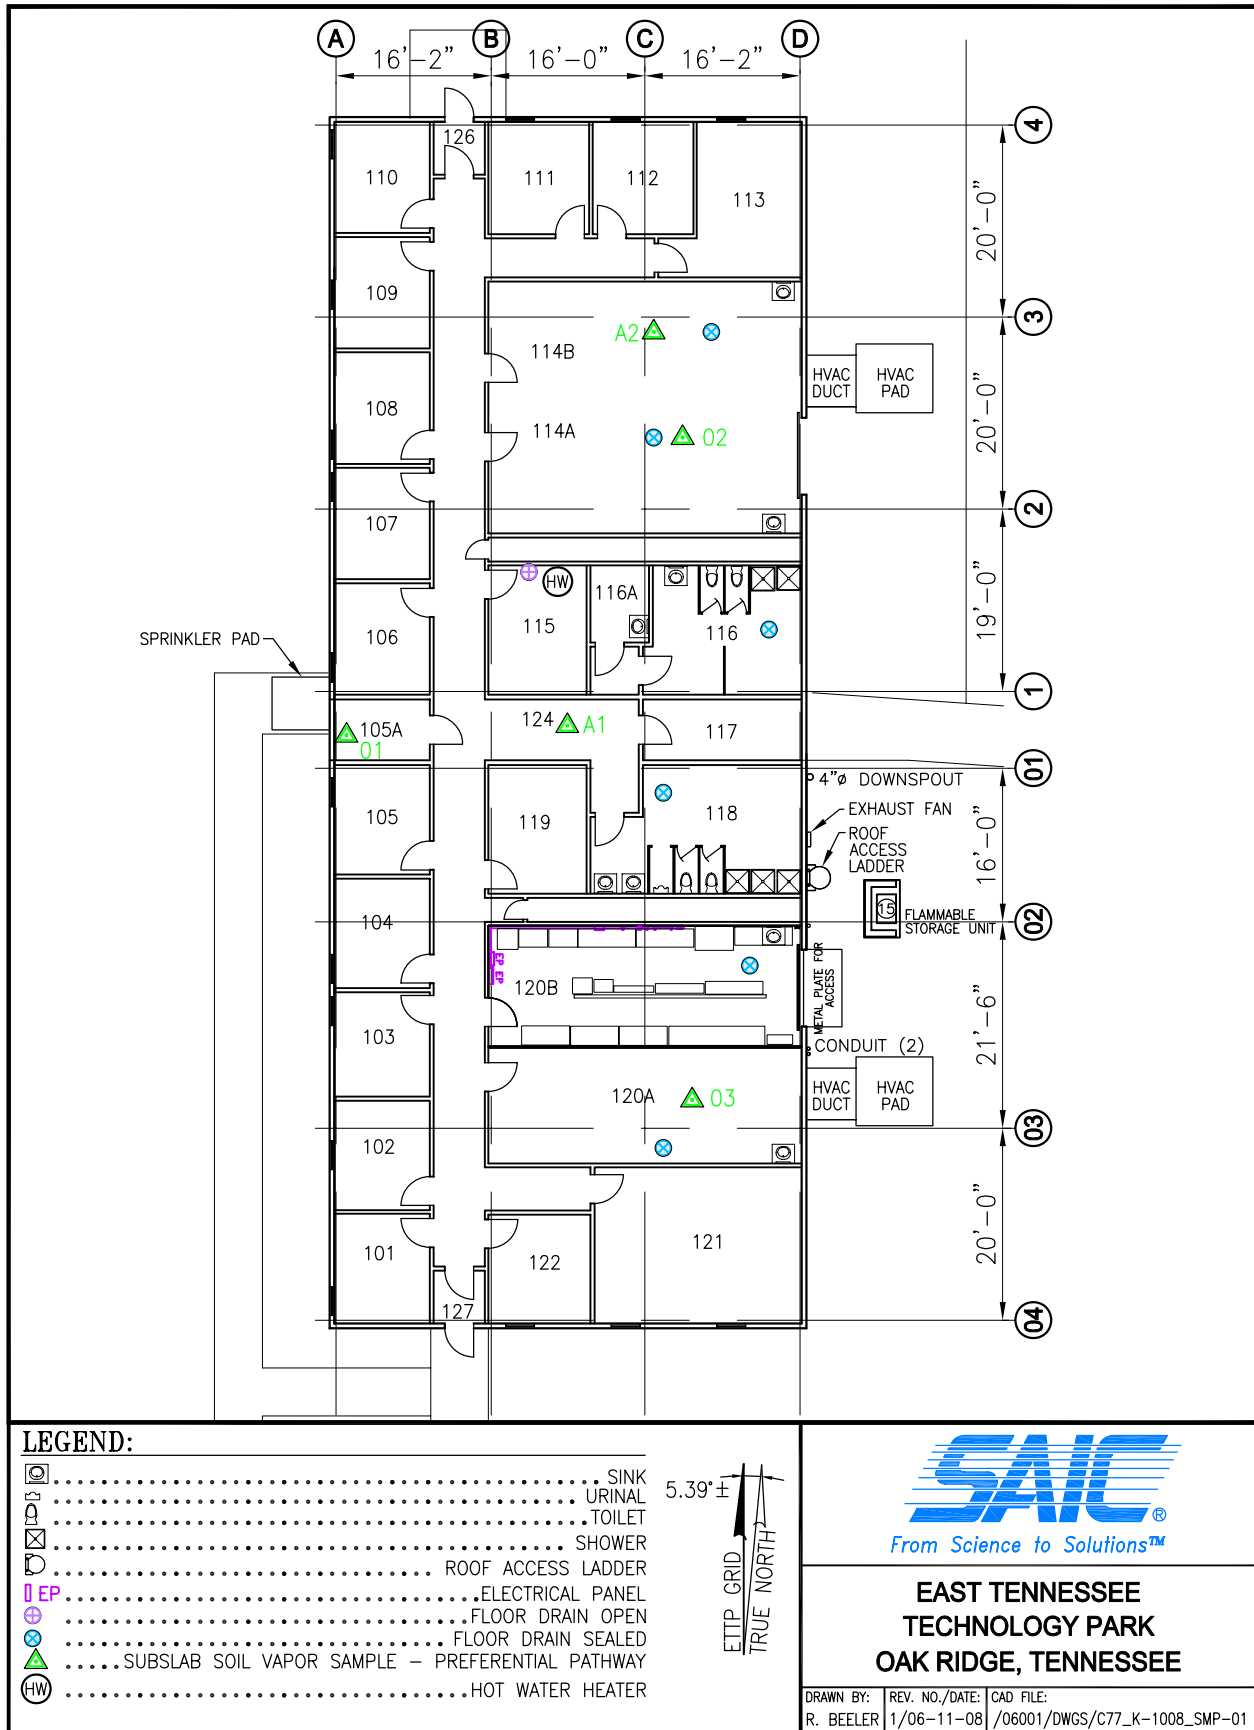 A B C D
16'-2" 16'-0" 16'-2"
126
4
110 111 112
113
20'-0"
109
3
A2
114B
HVAC DUCT
HVAC PAD
108
114A
02
20'-0"
2
107
HW
116A
19'-0"
106
115
116
SPRINKLER PAD
1
105A
01
124
A1
117
01
4"ø DOWNSPOUT
105
119
118
EXHAUST FAN
ROOF
ACCESS
LADDER
16'-0"
104
15
FLAMMABLE
STORAGE UNIT
02
EP EP
120B
METAL PLATE FOR
ACCESS
103
CONDUIT (2)
21'-6"
HVAC DUCT
HVAC PAD
120A
03
03
102
20'-0"
101
122
121
127
04
LEGEND:
SINK
URINAL
TOILET
SHOWER
ROOF ACCESS LADDER
EP ELECTRICAL PANEL
FLOOR DRAIN OPEN
FLOOR DRAIN SEALED
SUBSLAB SOIL VAPOR SAMPLE – PREFERENTIAL PATHWAY
HW HOT WATER HEATER
5.39°±
ETTP GRID
TRUE NORTH
SAIC®
From Science to Solutions™
EAST TENNESSEE
TECHNOLOGY PARK
OAK RIDGE, TENNESSEE
DRAWN BY: REV. NO./DATE: CAD FILE:
R. BEELER 1/06-11-08 /06001/DWGS/C77_K-1008_SMP-01